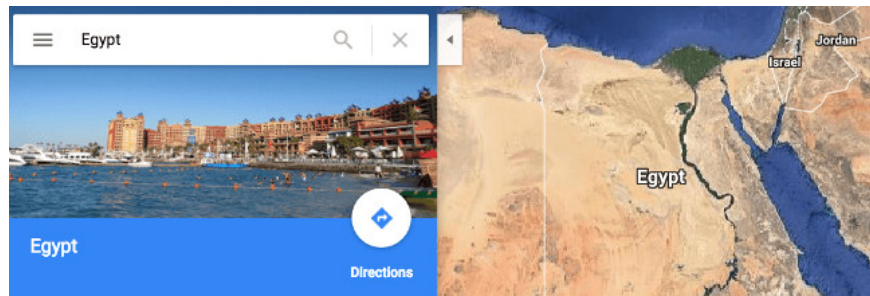 Egypt
Egypt
Directions
Jordan
Israel
Egypt